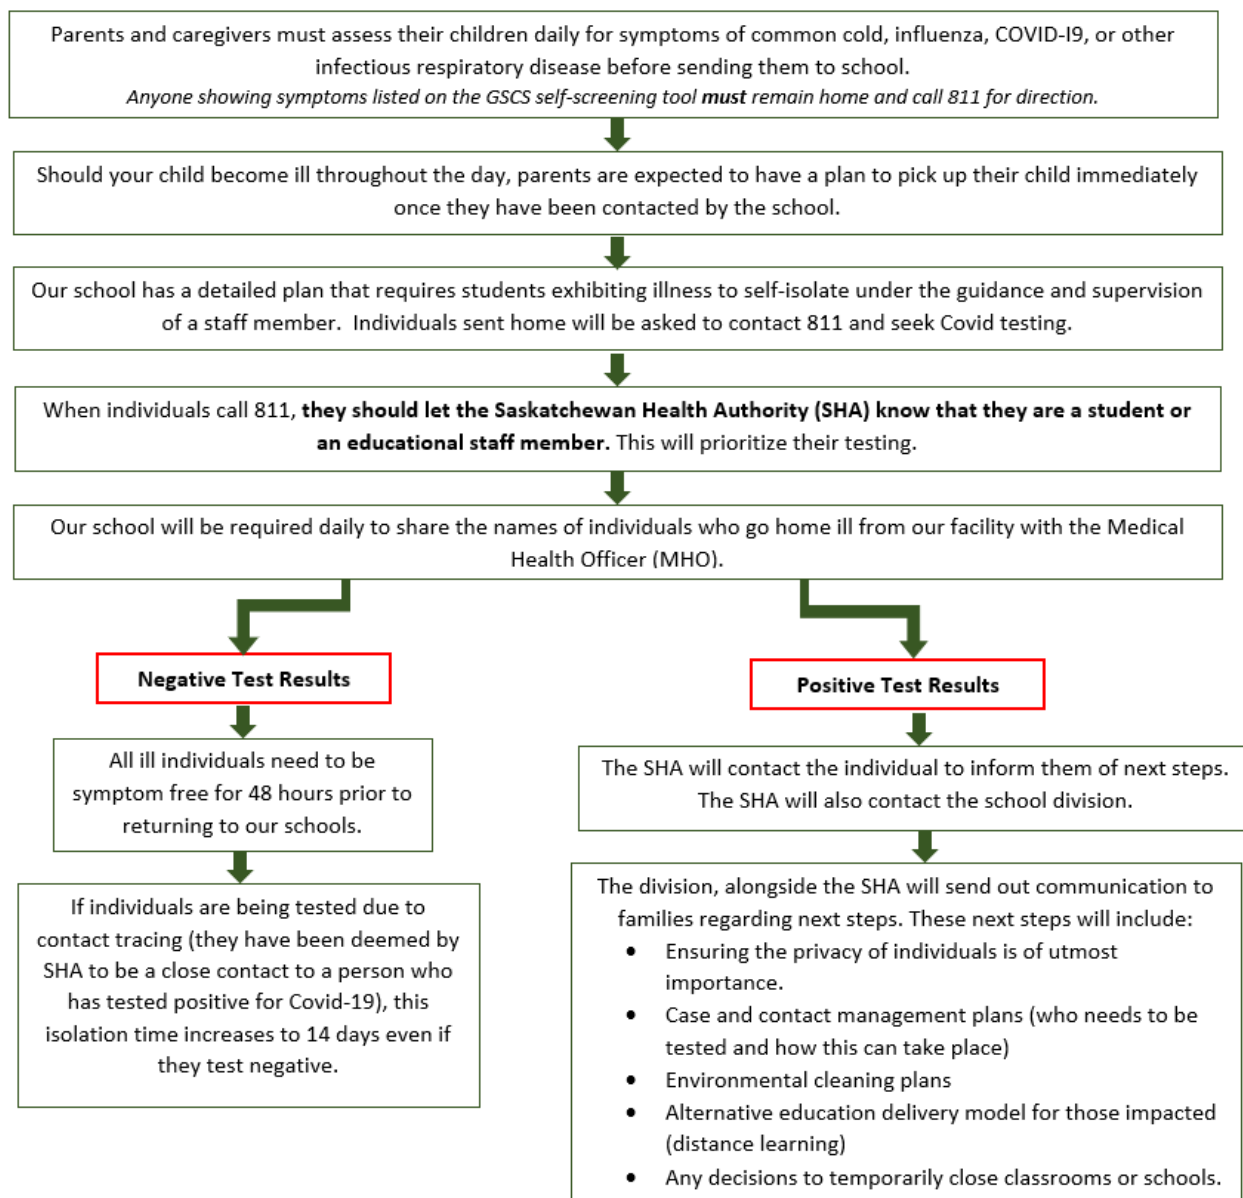 Parents and caregivers must assess their children daily for symptoms of common cold, influenza, COVID-I9, or other
infectious respiratory disease before sending them to school.
Anyone showing symptoms listed on the GSCS self-screening tool must remain home and call 811 for direction.
Should your child become ill throughout the day, parents are expected to have a plan to pick up their child immediately
once they have been contacted by the school.
Our school has a detailed plan that requires students exhibiting illness to self-isolate under the guidance and supervision
of a staff member. Individuals sent home will be asked to contact 811 and seek Covid testing.
When individuals call 811, they should let the Saskatchewan Health Authority (SHA) know that they are a student or
an educational staff member. This will prioritize their testing.
Our school will be required daily to share the names of individuals who go home ill from our facility with the Medical
Health Officer (MHO).
Negative Test Results
All ill individuals need to be
symptom free for 48 hours prior to
returning to our schools.
If individuals are being tested due to
contact tracing (they have been deemed by
SHA to be a close contact to a person who
has tested positive for Covid-19), this
isolation time increases to 14 days even if
they test negative.
Positive Test Results
The SHA will contact the individual to inform them of next steps.
The SHA will also contact the school division.
The division, alongside the SHA will send out communication to
families regarding next steps. These next steps will include:
• Ensuring the privacy of individuals is of utmost
importance.
• Case and contact management plans (who needs to be
tested and how this can take place)
• Environmental cleaning plans
• Alternative education delivery model for those impacted
(distance learning)
• Any decisions to temporarily close classrooms or schools.